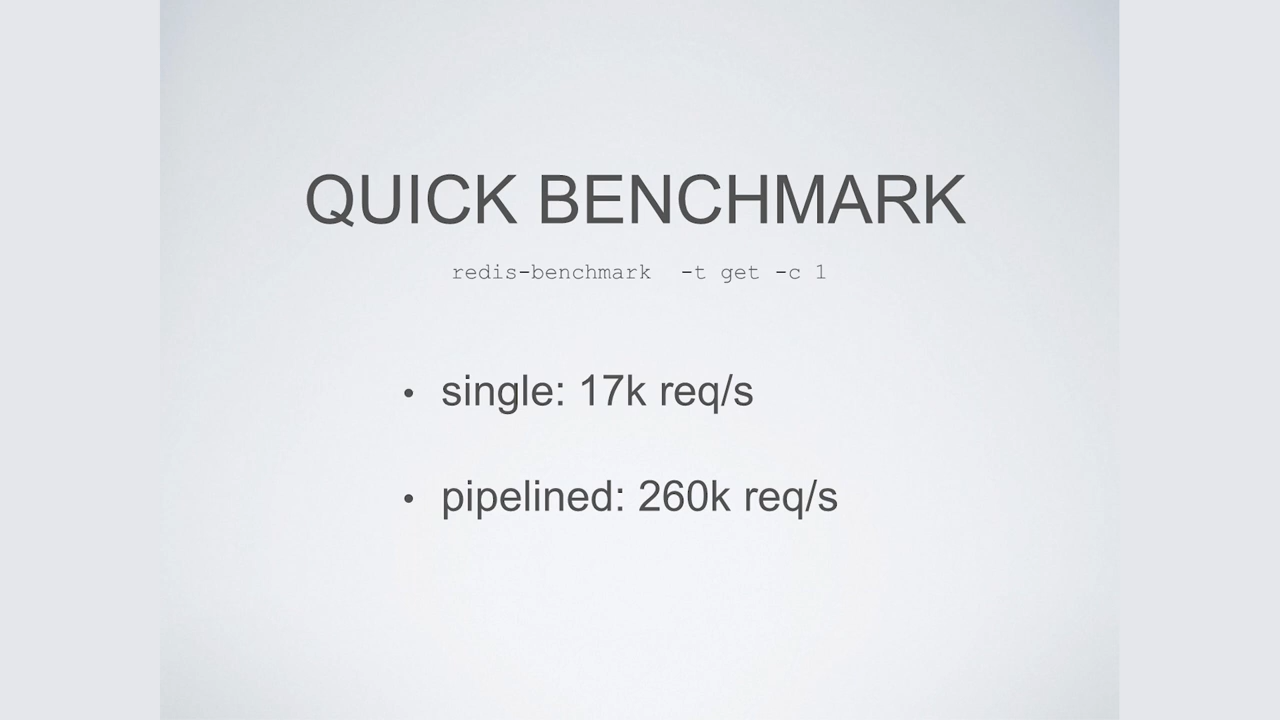 QUICK BENCHMARK
redis-benchmark  -t get -c 1
• single: 17k req/s
• pipelined: 260k req/s